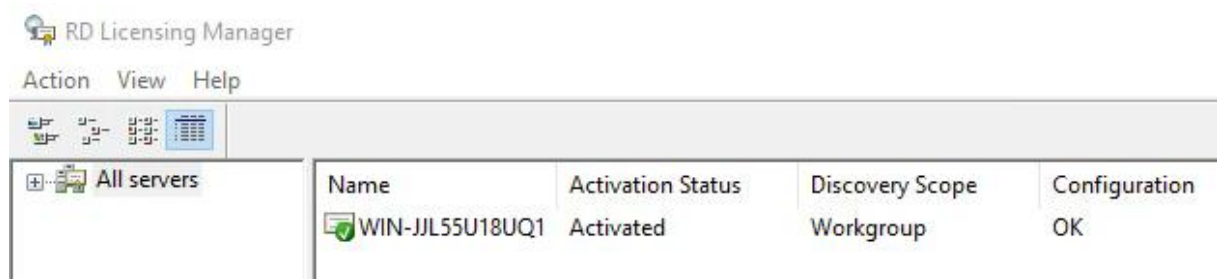 RD Licensing Manager
Action View Help
All servers
Name Activation Status Discovery Scope Configuration
WIN-JJL55U18UQ1 Activated Workgroup OK